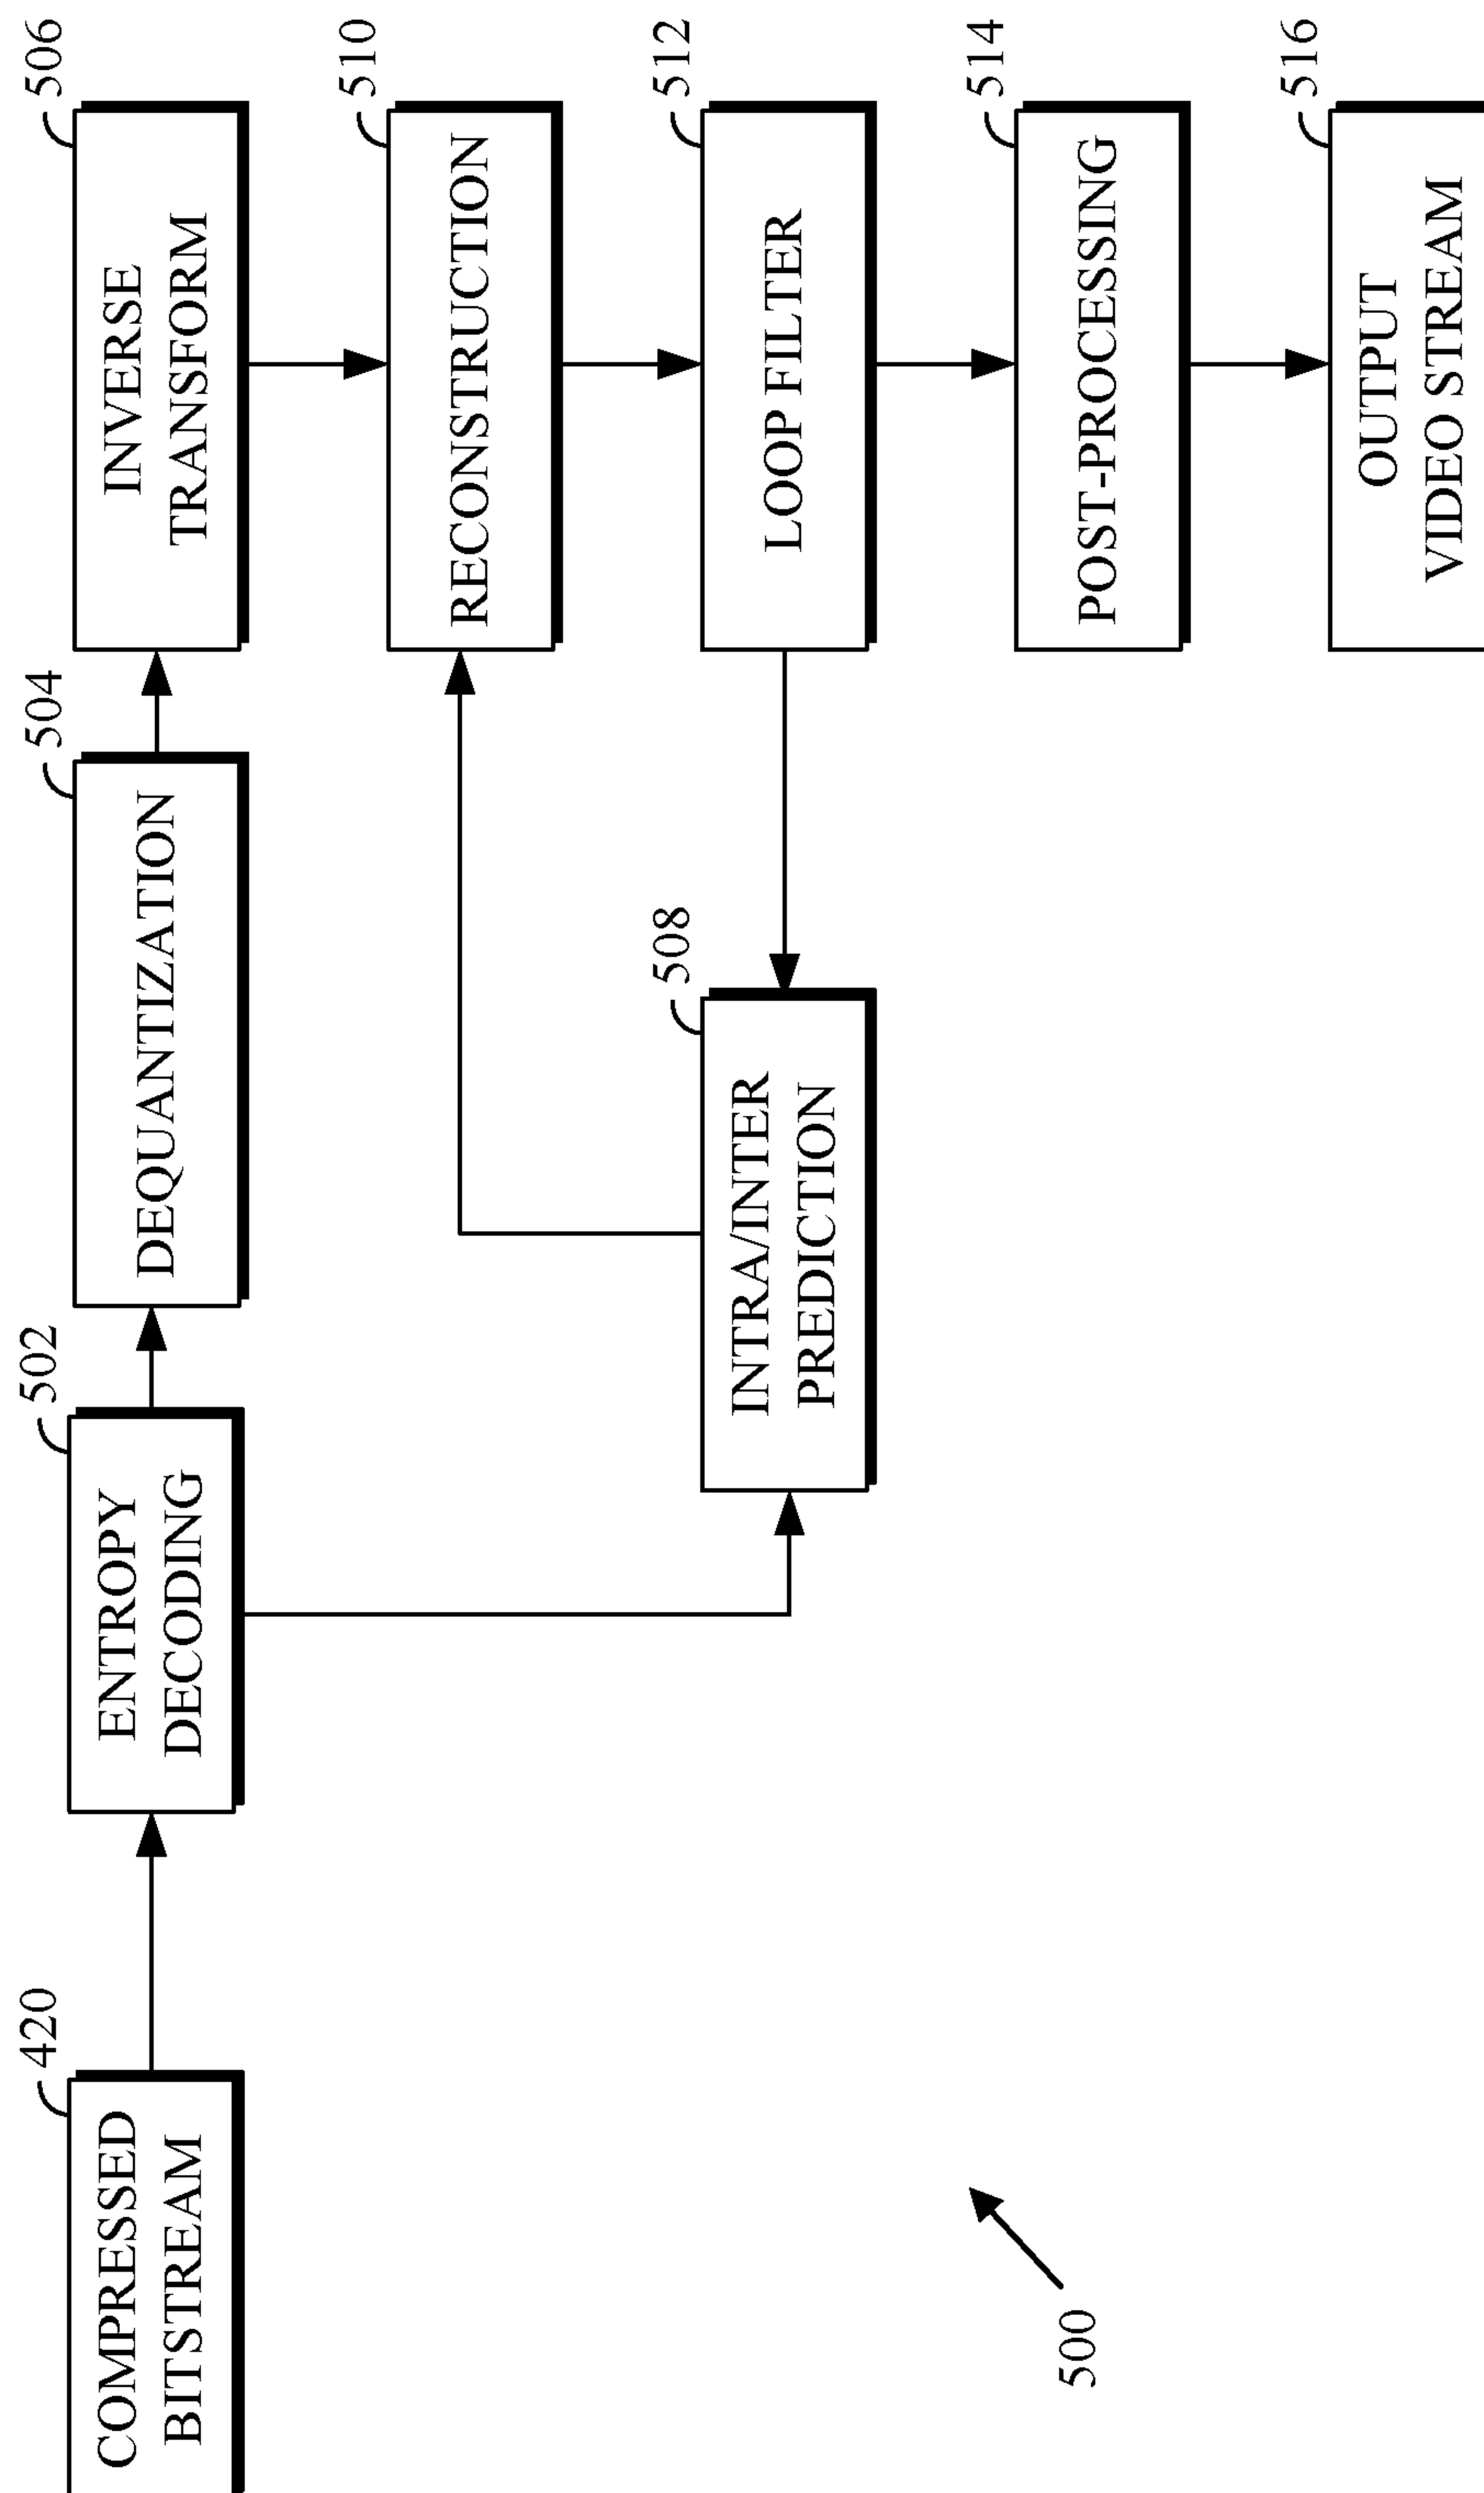 420
COMPRESSED
BITSTREAM
502
ENTROPY
DECODING
504
DEQUANTIZATION
506
INVERSE
TRANSFORM
510
RECONSTRUCTION
508
INTRA/INTER
PREDICTION
512
LOOP FILTER
514
POST-PROCESSING
516
OUTPUT
VIDEO STREAM
500